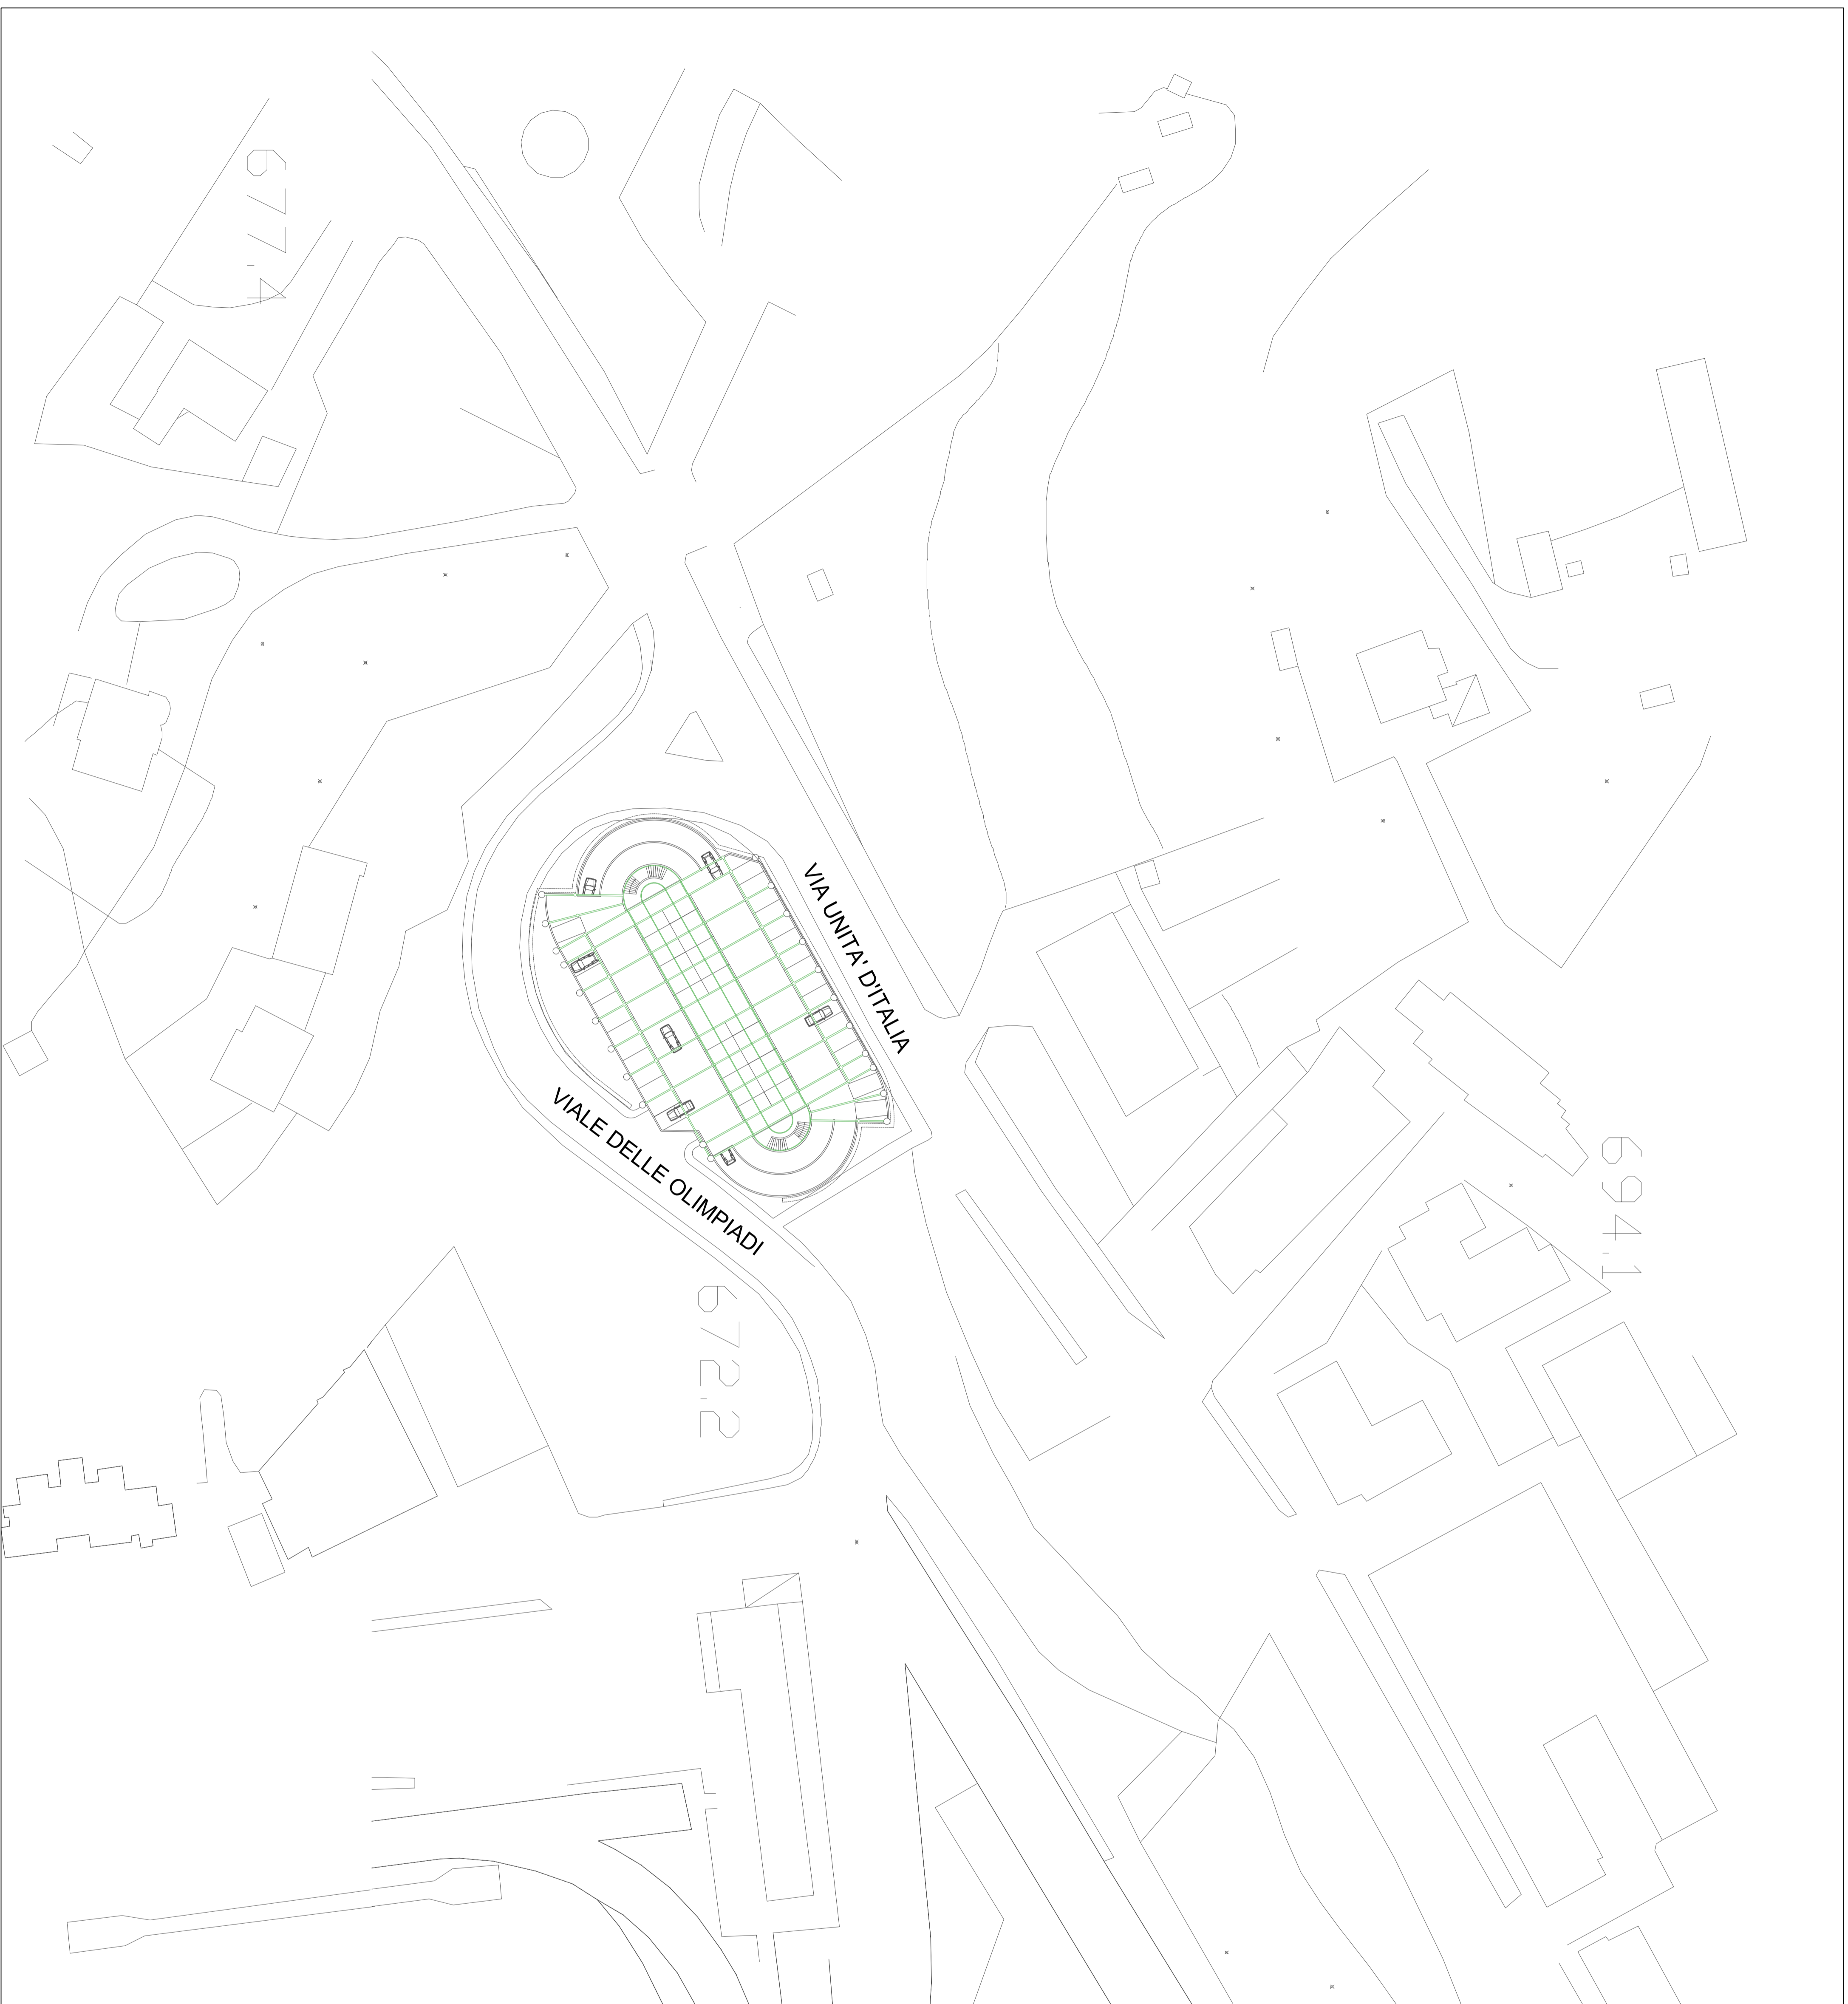 677.4
VIA UNITA' D'ITALIA
VIALE DELLE OLIMPIADI
694.1
672.2